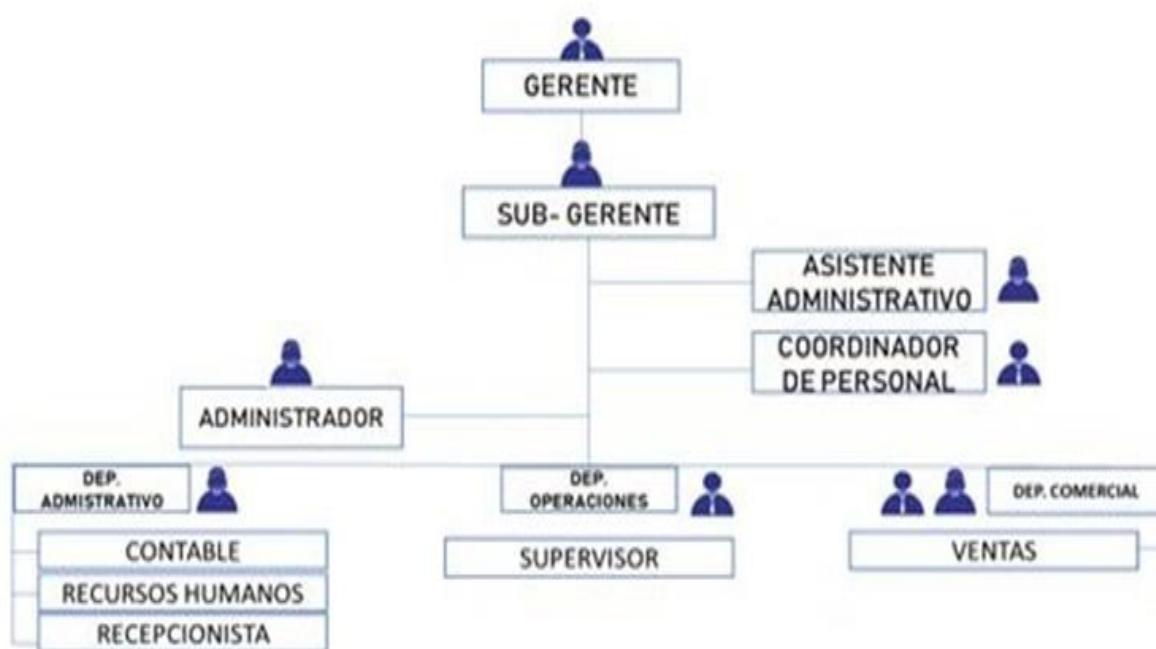 GERENTE
SUB- GERENTE
ASISTENTE
ADMINISTRATIVO
COORDINADOR
DE PERSONAL
ADMINISTRADOR
DEP.
ADMISTRATIVO
DEP.
OPERACIONES
DEP. COMERCIAL
CONTABLE
RECURSOS HUMANOS
RECEPCIONISTA
SUPERVISOR
VENTAS